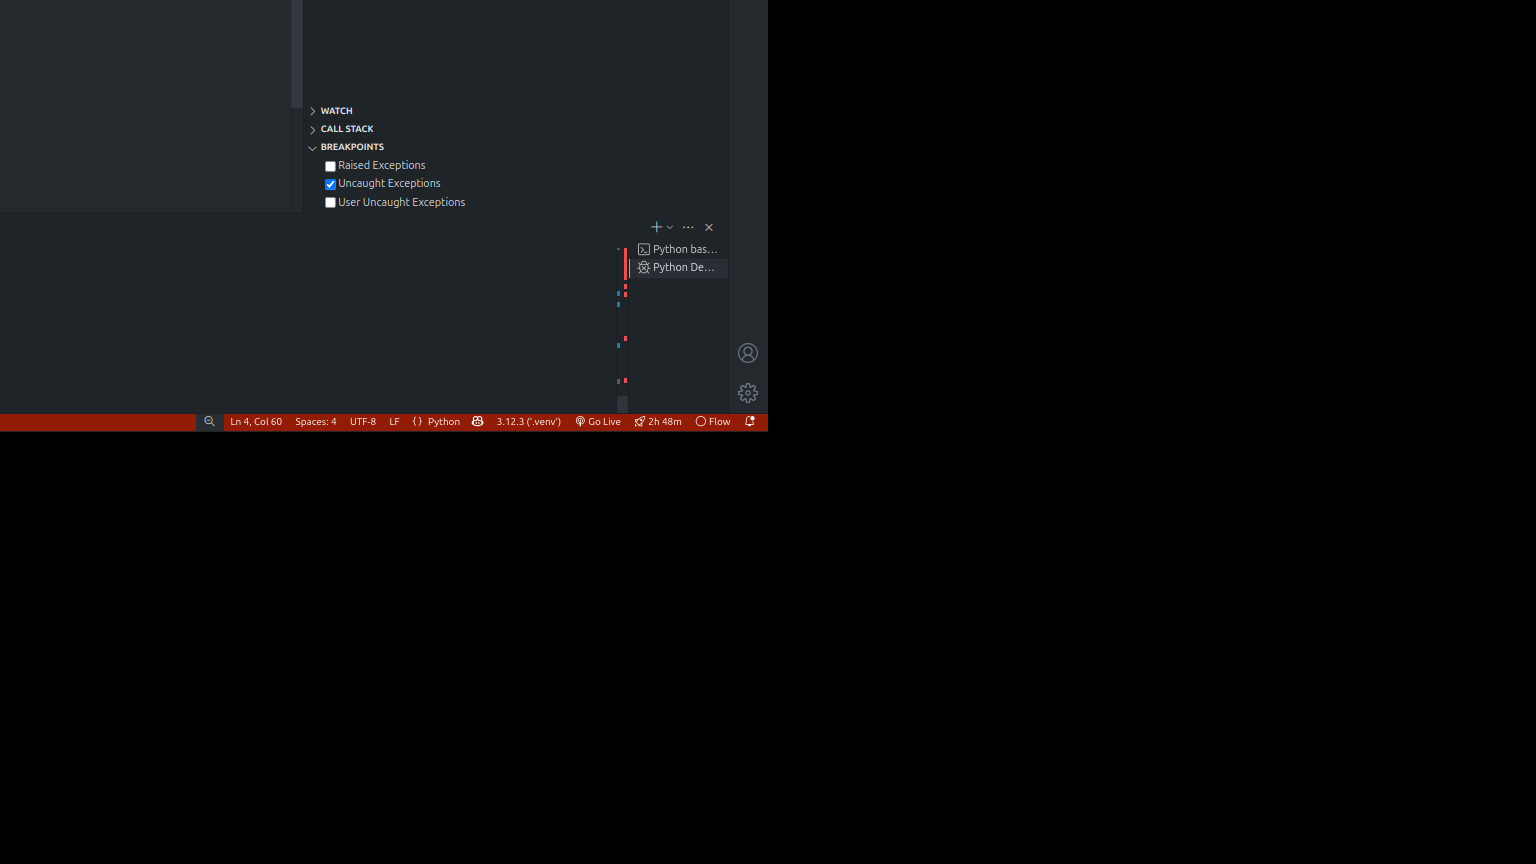 WATCH
CALL STACK
BREAKPOINTS
Raised Exceptions
Uncaught Exceptions
User Uncaught Exceptions
Python bas…
Python De…
Ln 4, Col 60 Spaces: 4 UTF-8 LF {} Python 3.12.3 ('.venv') Go Live 2h 48m Flow